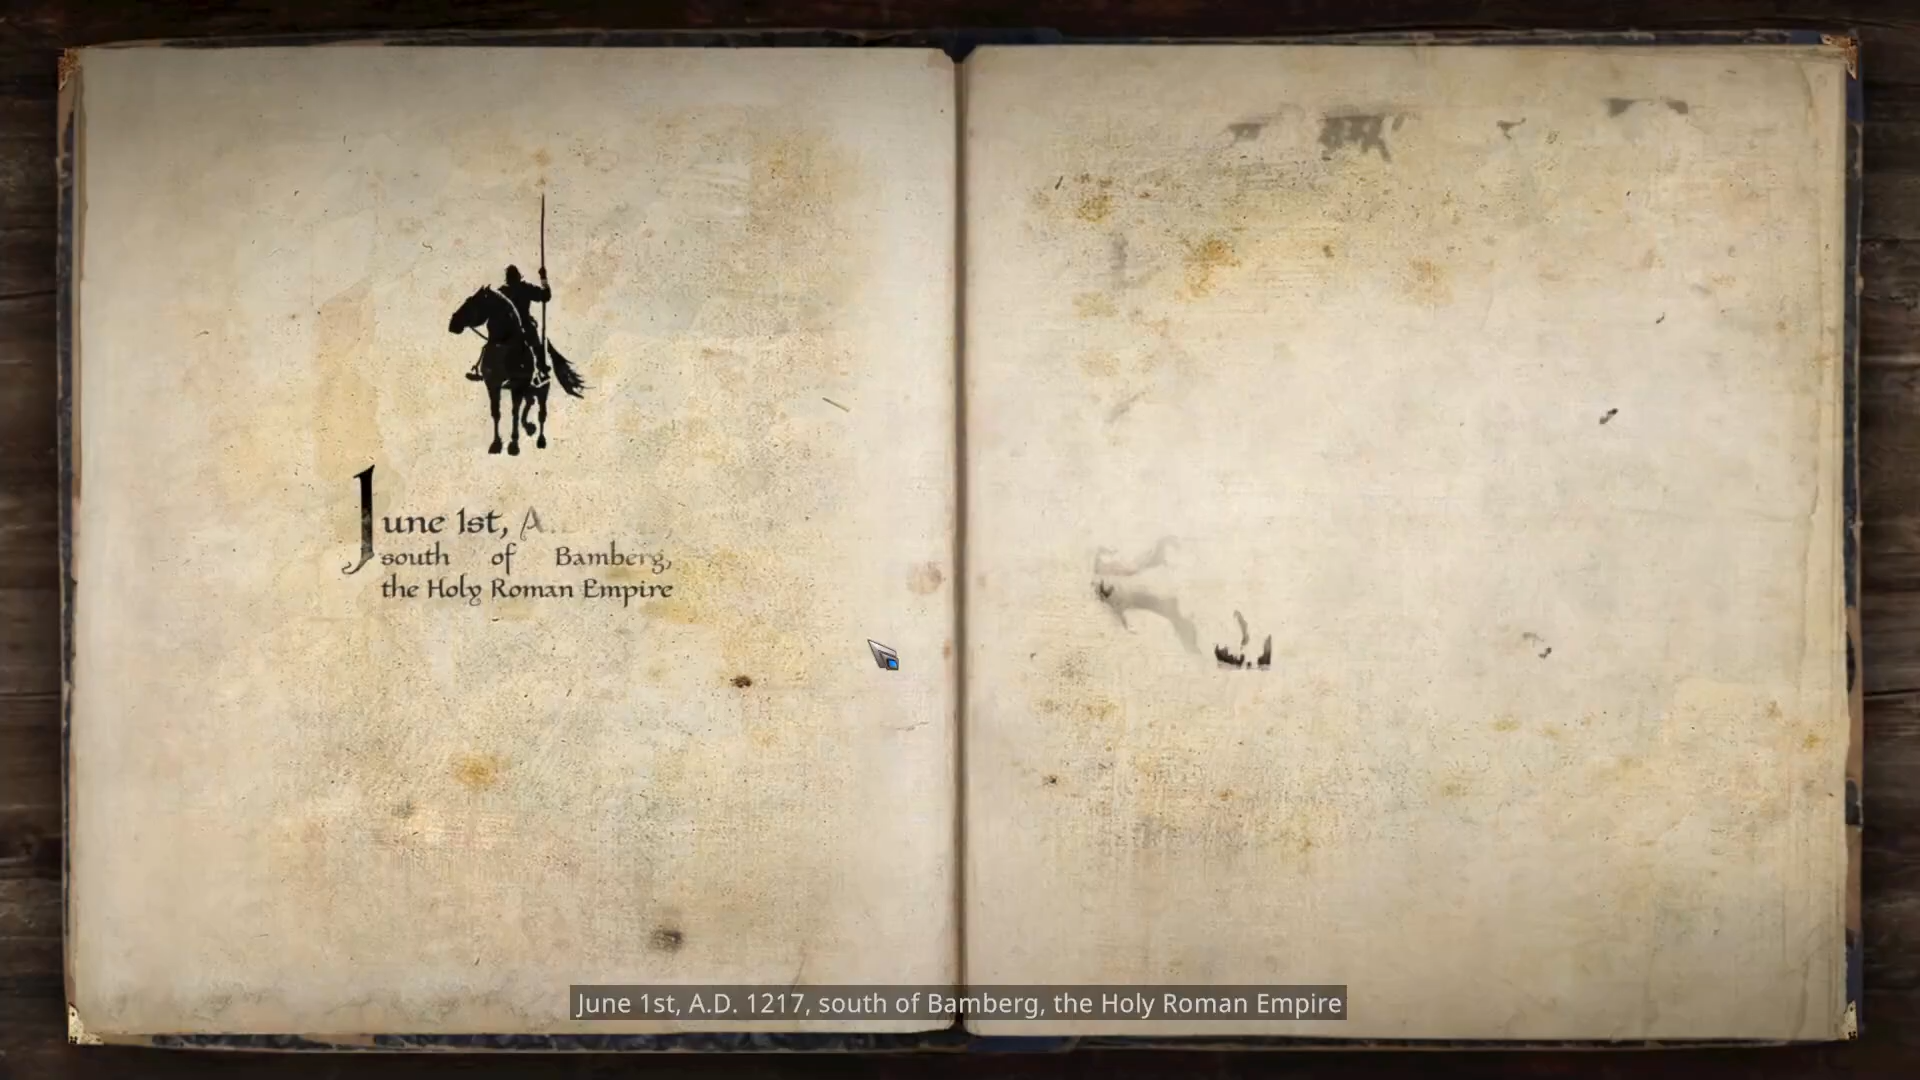 June 1st, A.
south of Bamberg,
the Holy Roman Empire
June 1st, A.D. 1217, south of Bamberg, the Holy Roman Empire